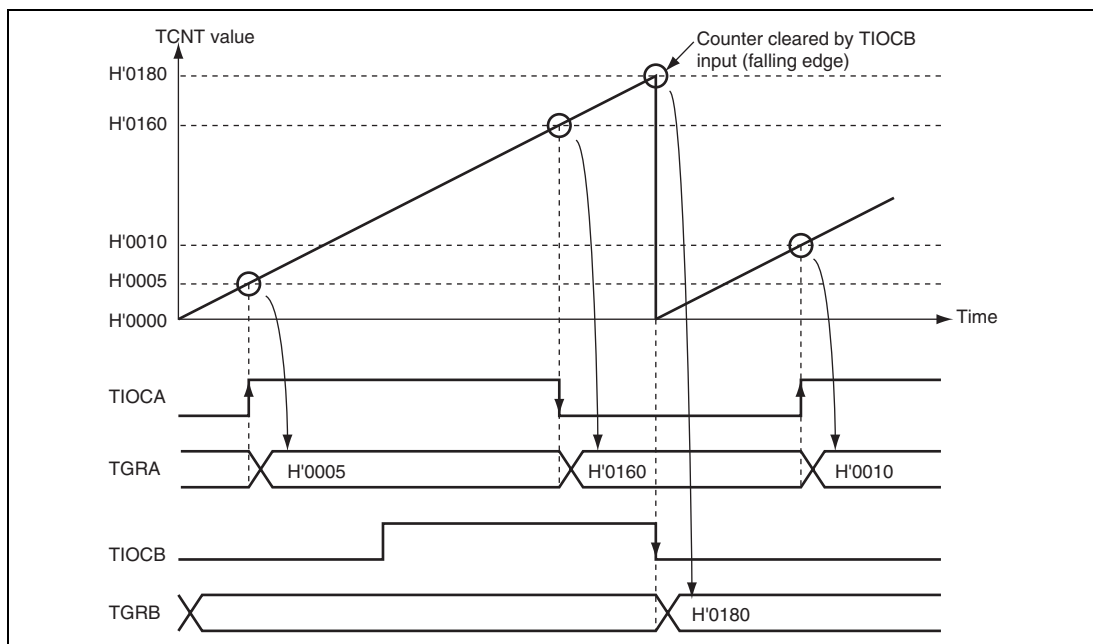 TCNT value
Counter cleared by TIOCB
input (falling edge)
H'0180
H'0160
H'0010
H'0005
H'0000
Time
TIOCA
TGRA
H'0005
H'0160
H'0010
TIOCB
TGRB
H'0180